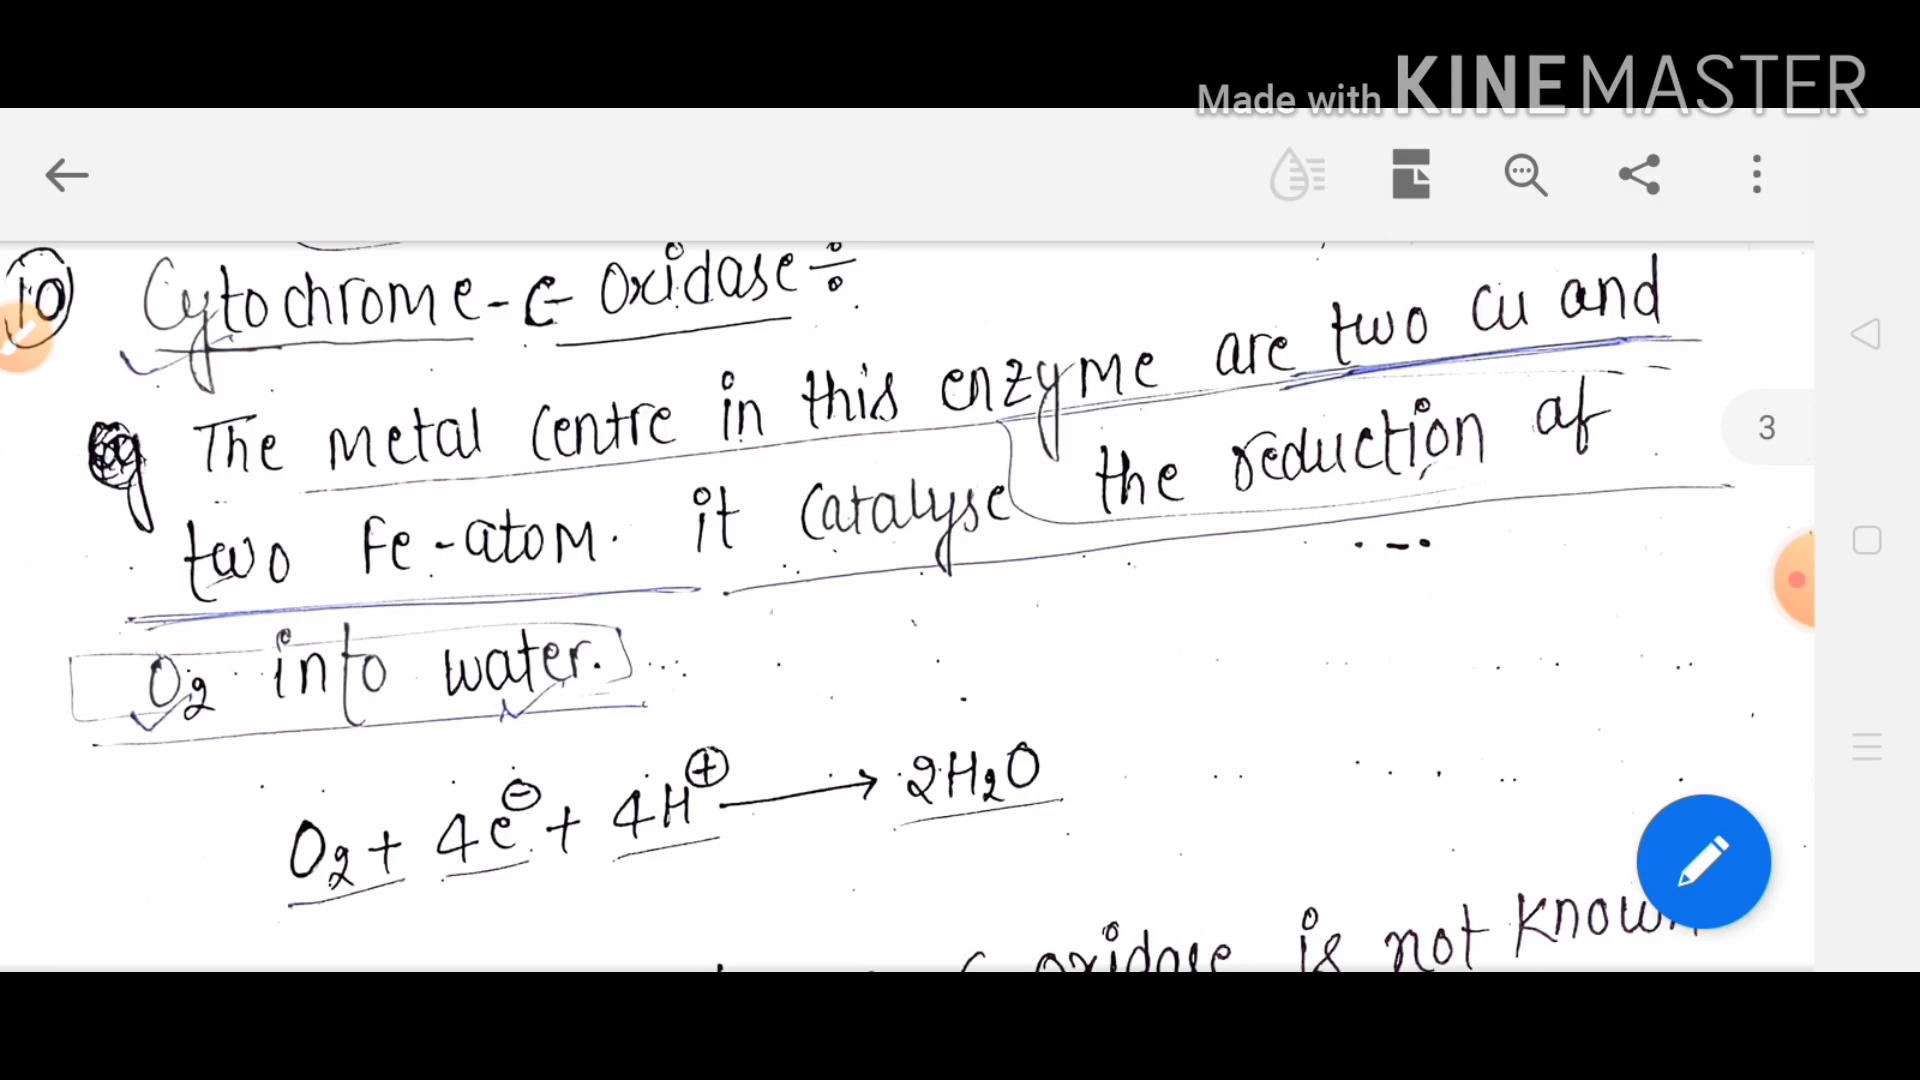 Made with KINEMASTER
10 Cytochrome-C-Oxidase÷
The metal centre in this enzyme are two Cu and
two Fe-atom. it catalyse the reduction of
O2 into water.
O2 + 4e⊖ + 4H⊕ → 2H2O
oxidase is not known
3